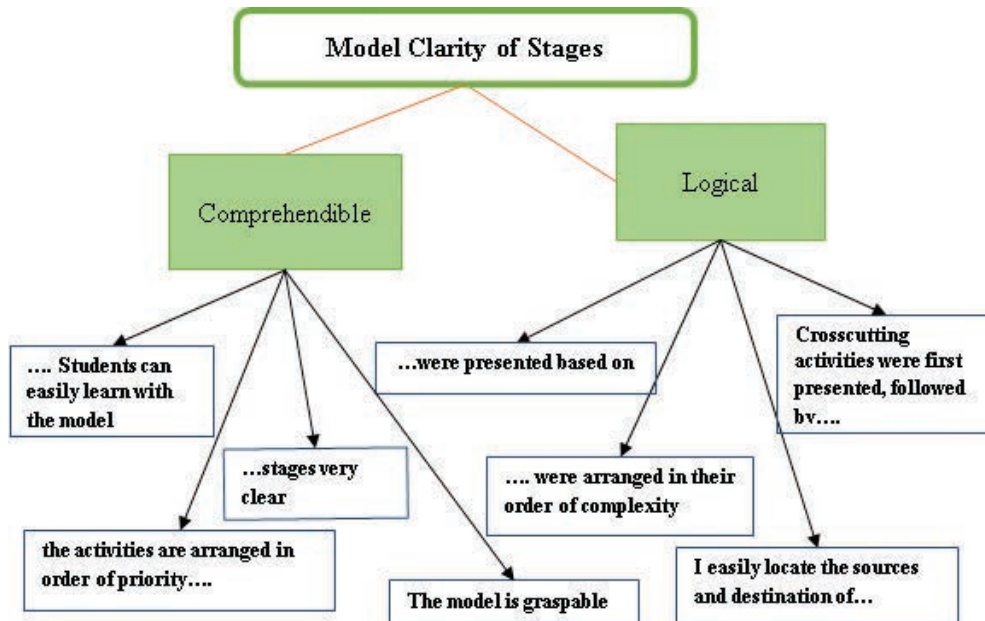 Model Clarity of Stages
Comprehendible
Logical
…. Students can
easily learn with
the model
…stages very
clear
the activities are arranged in
order of priority….
The model is graspable
…were presented based on
…. were arranged in their
order of complexity
Crosscutting
activities were first
presented, followed
by….
I easily locate the sources
and destination of…